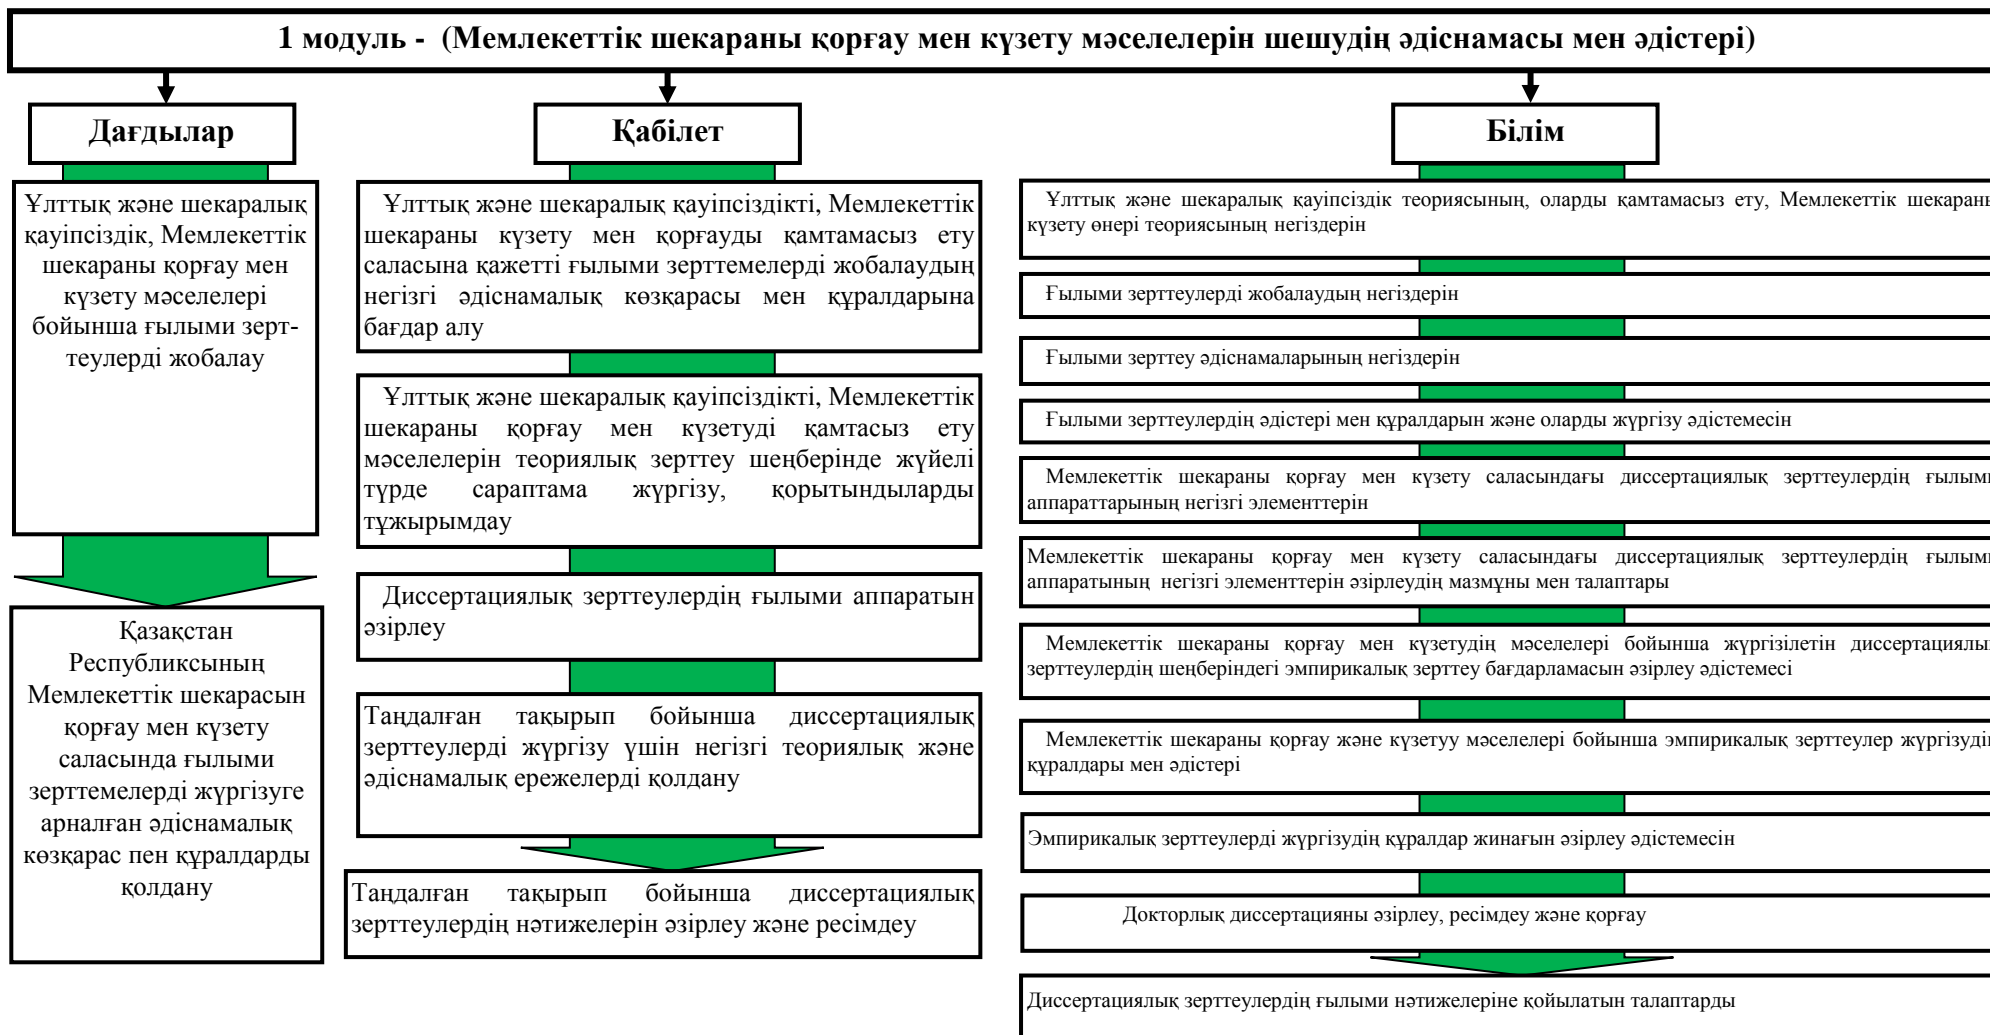 1 модуль - (Мемлекеттік шекараны қорғау мен күзету мәселелерін шешудің әдіснамасы мен әдістері)
Дағдылар
Ұлттық және шекаралық
қауіпсіздік, Мемлекеттік
шекараны қорғау мен
күзету мәселелері
бойынша ғылыми зерт-
теулерді жобалау
Қазақстан
Республиксының
Мемлекеттік шекарасын
қорғау мен күзету
саласында ғылыми
зерттемелерді жүргізуге
арналған әдіснамалық
көзқарас пен құралдарды
қолдану
Қабілет
Ұлттық және шекаралық қауіпсіздікті, Мемлекеттік
шекараны күзету мен қорғауды қамтамасыз ету
саласына қажетті ғылыми зерттемелерді жобалаудың
негізгі әдіснамалық көзқарасы мен құралдарына
бағдар алу
Ұлттық және шекаралық қауіпсіздікті, Мемлекеттік
шекараны қорғау мен күзетуді қамтасыз ету
мәселелерін теориялық зерттеу шеңберінде жүйелі
түрде сараптама жүргізу, қорытындыларды
тұжырымдау
Диссертациялық зерттеулердің ғылыми аппаратын
әзірлеу
Таңдалған тақырып бойынша диссертациялық
зерттеулерді жүргізу үшін негізгі теориялық және
әдіснамалық ережелерді қолдану
Таңдалған тақырып бойынша диссертациялық
зерттеулердің нәтижелерін әзірлеу және ресімдеу
Білім
Ұлттық және шекаралық қауіпсіздік теориясының, оларды қамтамасыз ету, Мемлекеттік шекараны
күзету өнері теориясының негіздерін
Ғылыми зерттеулерді жобалаудың негіздерін
Ғылыми зерттеу әдіснамаларының негіздерін
Ғылыми зерттеулердің әдістері мен құралдарын және оларды жүргізу әдістемесін
Мемлекеттік шекараны қорғау мен күзету саласындағы диссертациялық зерттеулердің ғылыми
аппараттарының негізгі элементтерін
Мемлекеттік шекараны қорғау мен күзету саласындағы диссертациялық зерттеулердің ғылыми
аппаратының негізгі элементтерін әзірлеудің мазмұны мен талаптары
Мемлекеттік шекараны қорғау мен күзетудің мәселелері бойынша жүргізілетін диссертациялық
зерттеулердің шеңберіндегі эмпирикалық зерттеу бағдарламасын әзірлеу әдістемесі
Мемлекеттік шекараны қорғау және күзетуу мәселелері бойынша эмпирикалық зерттеулер жүргізудің
құралдары мен әдістері
Эмпирикалық зерттеулерді жүргізудің құралдар жинағын әзірлеу әдістемесін
Докторлық диссертацияны әзірлеу, ресімдеу және қорғау
Диссертациялық зерттеулердің ғылыми нәтижелеріне қойылатын талаптарды